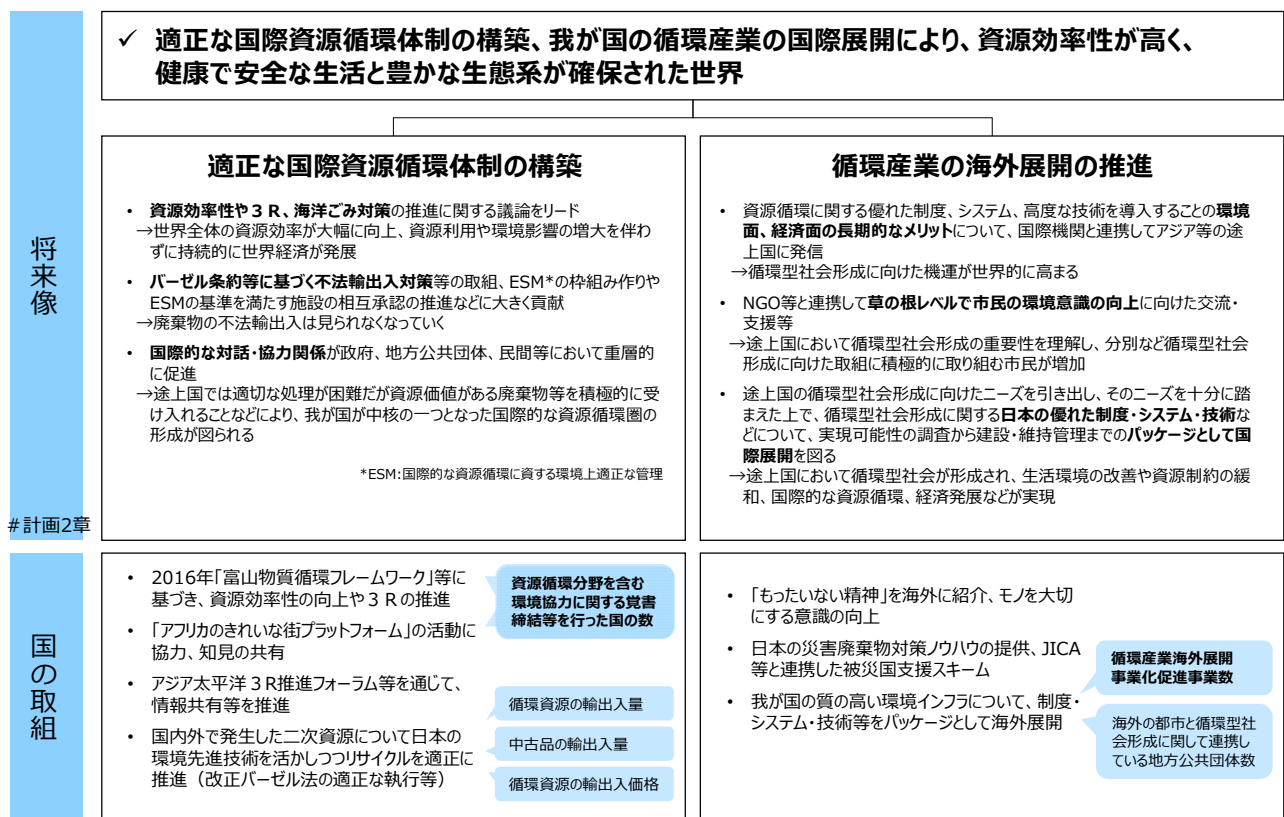 ✓ 適正な国際資源循環体制の構築、我が国の循環産業の国際展開により、資源効率性が高く、
健康で安全な生活と豊かな生態系が確保された世界
将来像
適正な国際資源循環体制の構築
• 資源効率性や３Ｒ、海洋ごみ対策の推進に関する議論をリード
→世界全体の資源効率が大幅に向上、資源利用や環境影響の増大を伴わ
ずに持続的に世界経済が発展
• バーゼル条約等に基づく不法輸出入対策等の取組、ESM*の枠組み作りや
ESMの基準を満たす施設の相互承認の推進などに大きく貢献
→廃棄物の不法輸出入は見られなくなっていく
• 国際的な対話・協力関係が政府、地方公共団体、民間等において重層的
に促進
→途上国では適切な処理が困難だが資源価値がある廃棄物等を積極的に受
け入れることなどにより、我が国が中核の一つとなった国際的な資源循環圏の
形成が図られる
*ESM:国際的な資源循環に資する環境上適正な管理
循環産業の海外展開の推進
• 資源循環に関する優れた制度、システム、高度な技術を導入することの環境
面、経済面の長期的なメリットについて、国際機関と連携してアジア等の途
上国に発信
→循環型社会形成に向けた機運が世界的に高まる
• NGO等と連携して草の根レベルで市民の環境意識の向上に向けた交流・
支援等
→途上国において循環型社会形成の重要性を理解し、分別など循環型社会
形成に向けた取組に積極的に取り組む市民が増加
• 途上国の循環型社会形成に向けたニーズを引き出し、そのニーズを十分に踏
まえた上で、循環型社会形成に関する日本の優れた制度・システム・技術な
どについて、実現可能性の調査から建設・維持管理までのパッケージとして国
際展開を図る
→途上国において循環型社会が形成され、生活環境の改善や資源制約の緩
和、国際的な資源循環、経済発展などが実現
#計画2章
国の取組
• 2016年「富山物質循環フレームワーク」等に
基づき、資源効率性の向上や３Ｒの推進
• 「アフリカのきれいな街プラットフォーム」の活動に
協力、知見の共有
• アジア太平洋３Ｒ推進フォーラム等を通じて、
情報共有等を推進
• 国内外で発生した二次資源について日本の
環境先進技術を活かしつつリサイクルを適正に
推進（改正バーゼル法の適正な執行等）
資源循環分野を含む
環境協力に関する覚書
締結等を行った国の数
循環資源の輸出入量
中古品の輸出入量
循環資源の輸出入価格
• 「もったいない精神」を海外に紹介、モノを大切
にする意識の向上
• 日本の災害廃棄物対策ノウハウの提供、JICA
等と連携した被災国支援スキーム
• 我が国の質の高い環境インフラについて、制度・
システム・技術等をパッケージとして海外展開
循環産業海外展開
事業化促進事業数
海外の都市と循環型社
会形成に関して連携し
ている地方公共団体数